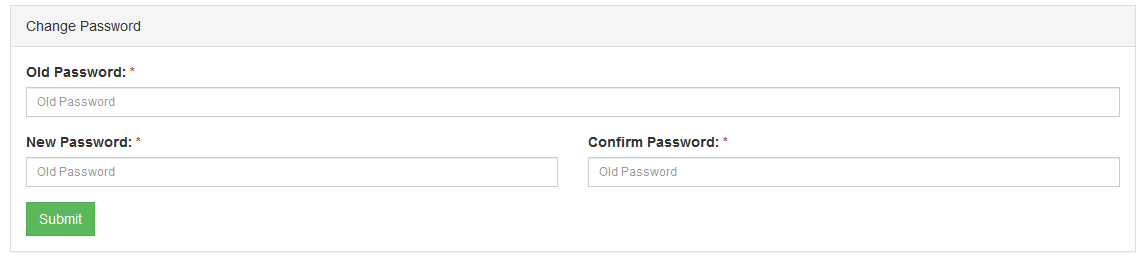 Change Password
Old Password: *
Old Password
New Password: * Confirm Password: *
Old Password Old Password
Submit